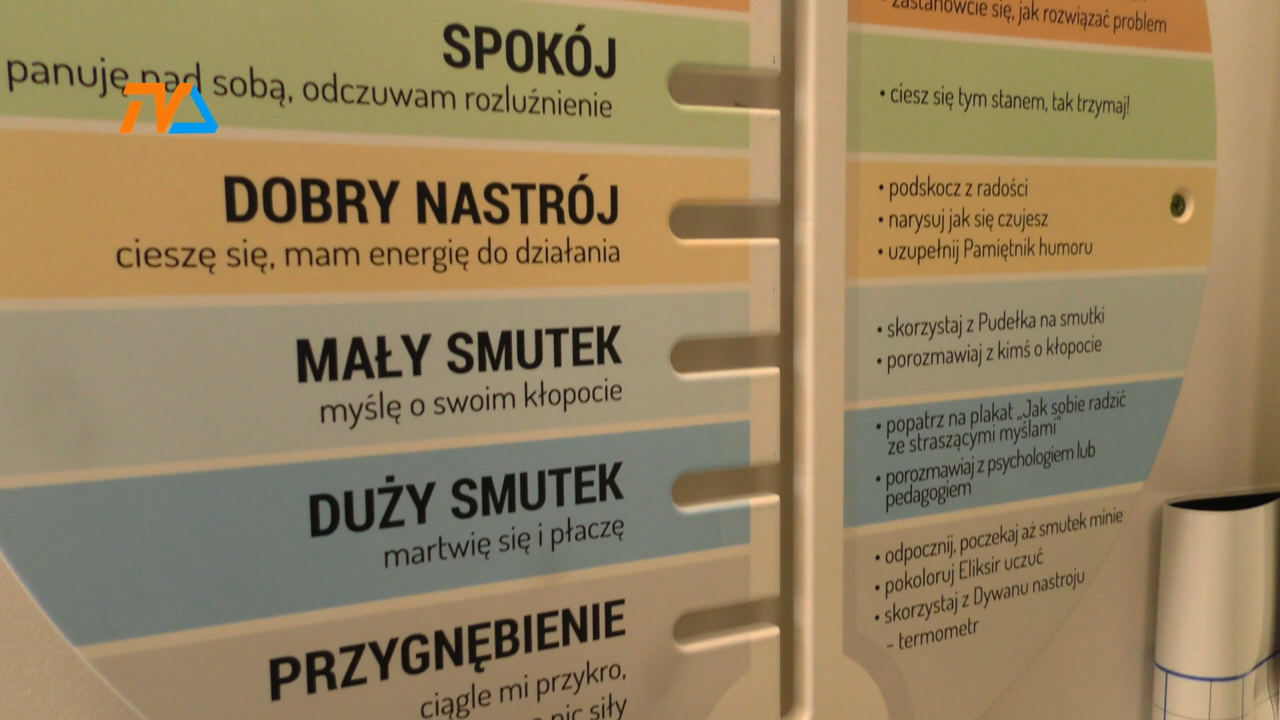 zastanówcie się, jak rozwiązać problem
SPOKÓJ
panuję nad sobą, odczuwam rozluźnienie
• ciesz się tym stanem, tak trzymaj!
TVA
DOBRY NASTRÓJ
cieszę się, mam energię do działania
• podskocz z radości
• narysuj jak się czujesz
• uzupełnij Pamiętnik humoru
MAŁY SMUTEK
myślę o swoim kłopocie
• skorzystaj z Pudełka na smutki
• porozmawiaj z kimś o kłopocie
DUŻY SMUTEK
martwię się i płaczę
• popatrz na plakat „Jak sobie radzić
ze straszącymi myślami”
• porozmawiaj z psychologiem lub
pedagogiem
PRZYGNĘBIENIE
ciągle mi przykro,
nic siły
• odpocznij, poczekaj aż smutek minie
• pokoloruj Eliksir uczuć
• skorzystaj z Dywanu nastroju
- termometr